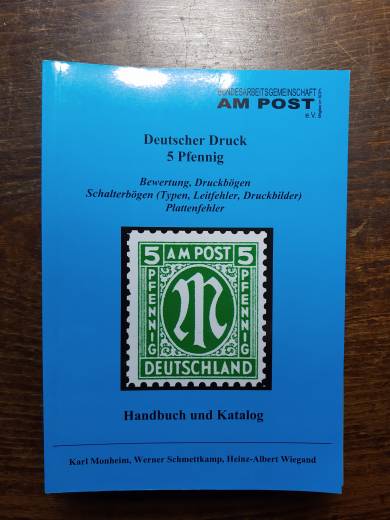 BUNDESARBEITSGEMEINSCHAFT
AM POST
e.V.
Deutscher Druck
5 Pfennig
Bewertung, Druckbögen
Schalterbögen (Typen, Leitfehler, Druckbilder)
Plattenfehler
5 AM POST 5
PFENNIG
M
PFENNIG
DEUTSCHLAND
Handbuch und Katalog
Karl Monheim, Werner Schmettkamp, Heinz-Albert Wiegand